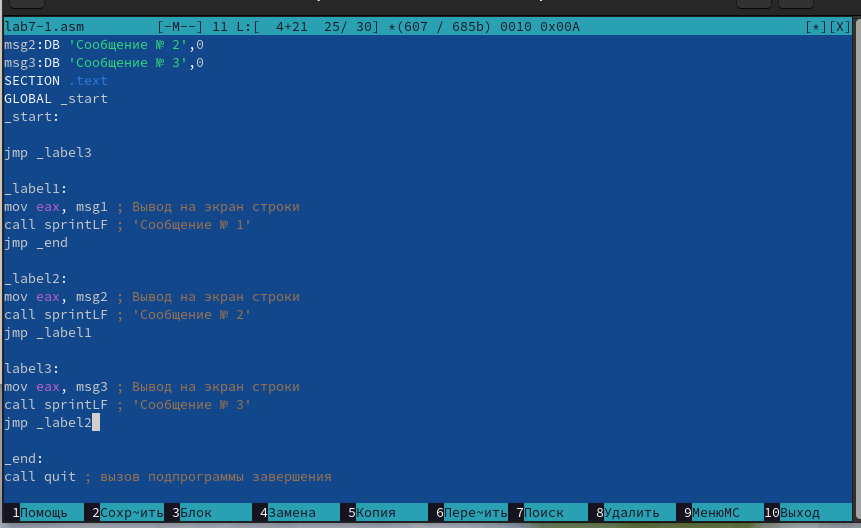 lab7-1.asm [-M--] 11 L:[ 4+21 25/ 30] *(607 / 685b) 0010 0x00A [*][X]
msg2:DB 'Сообщение № 2',0
msg3:DB 'Сообщение № 3',0
SECTION .text
GLOBAL _start
_start:
jmp _label3
_label1:
mov eax, msg1 ; Вывод на экран строки
call sprintLF ; 'Сообщение № 1'
jmp _end
_label2:
mov eax, msg2 ; Вывод на экран строки
call sprintLF ; 'Сообщение № 2'
jmp _label1
label3:
mov eax, msg3 ; Вывод на экран строки
call sprintLF ; 'Сообщение № 3'
jmp _label2
_end:
call quit ; вызов подпрограммы завершения
1Помощь 2Сохр~ить 3Блок 4Замена 5Копия 6Пере~ить 7Поиск 8Удалить 9МенюМС 10Выход